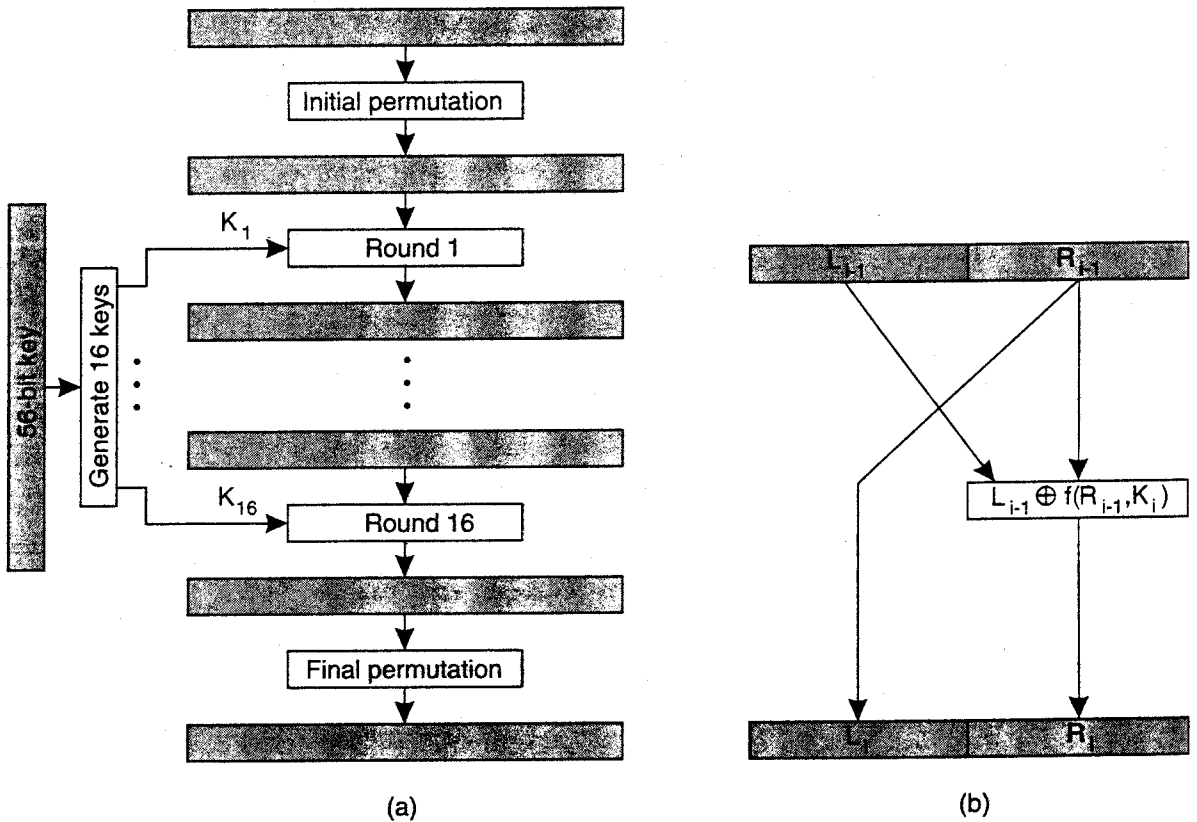 Initial permutation
K1
Round 1
56-bit key
Generate 16 keys
K16
Round 16
Final permutation
(a)
Li-1
Ri-1
Li-1 ⊕ f(Ri-1,Ki)
Li
Ri
(b)